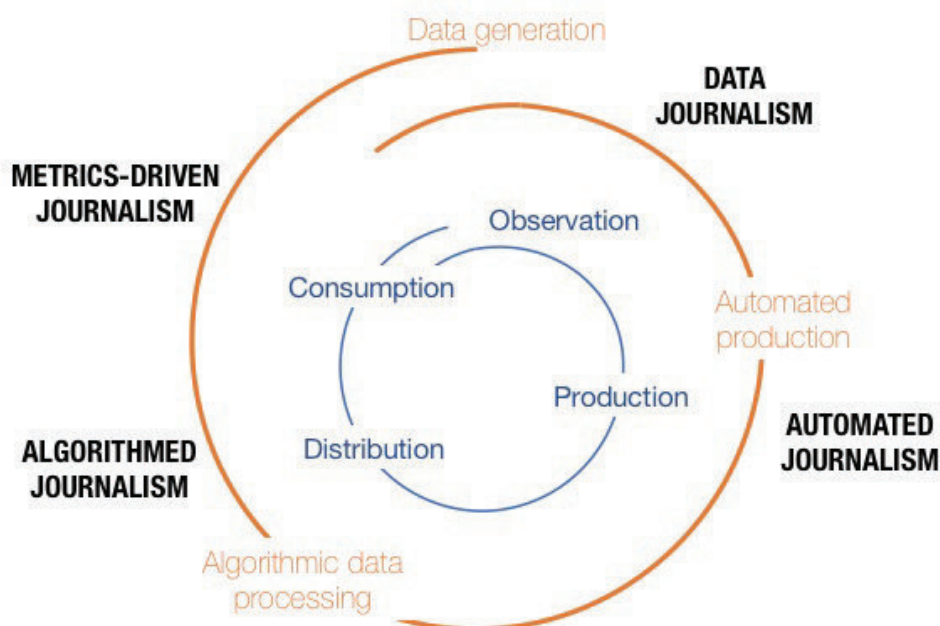 Data generation
DATA
JOURNALISM
METRICS-DRIVEN
JOURNALISM
Observation
Consumption
Automated
production
Production
AUTOMATED
JOURNALISM
Distribution
ALGORITHMED
JOURNALISM
Algorithmic data
processing